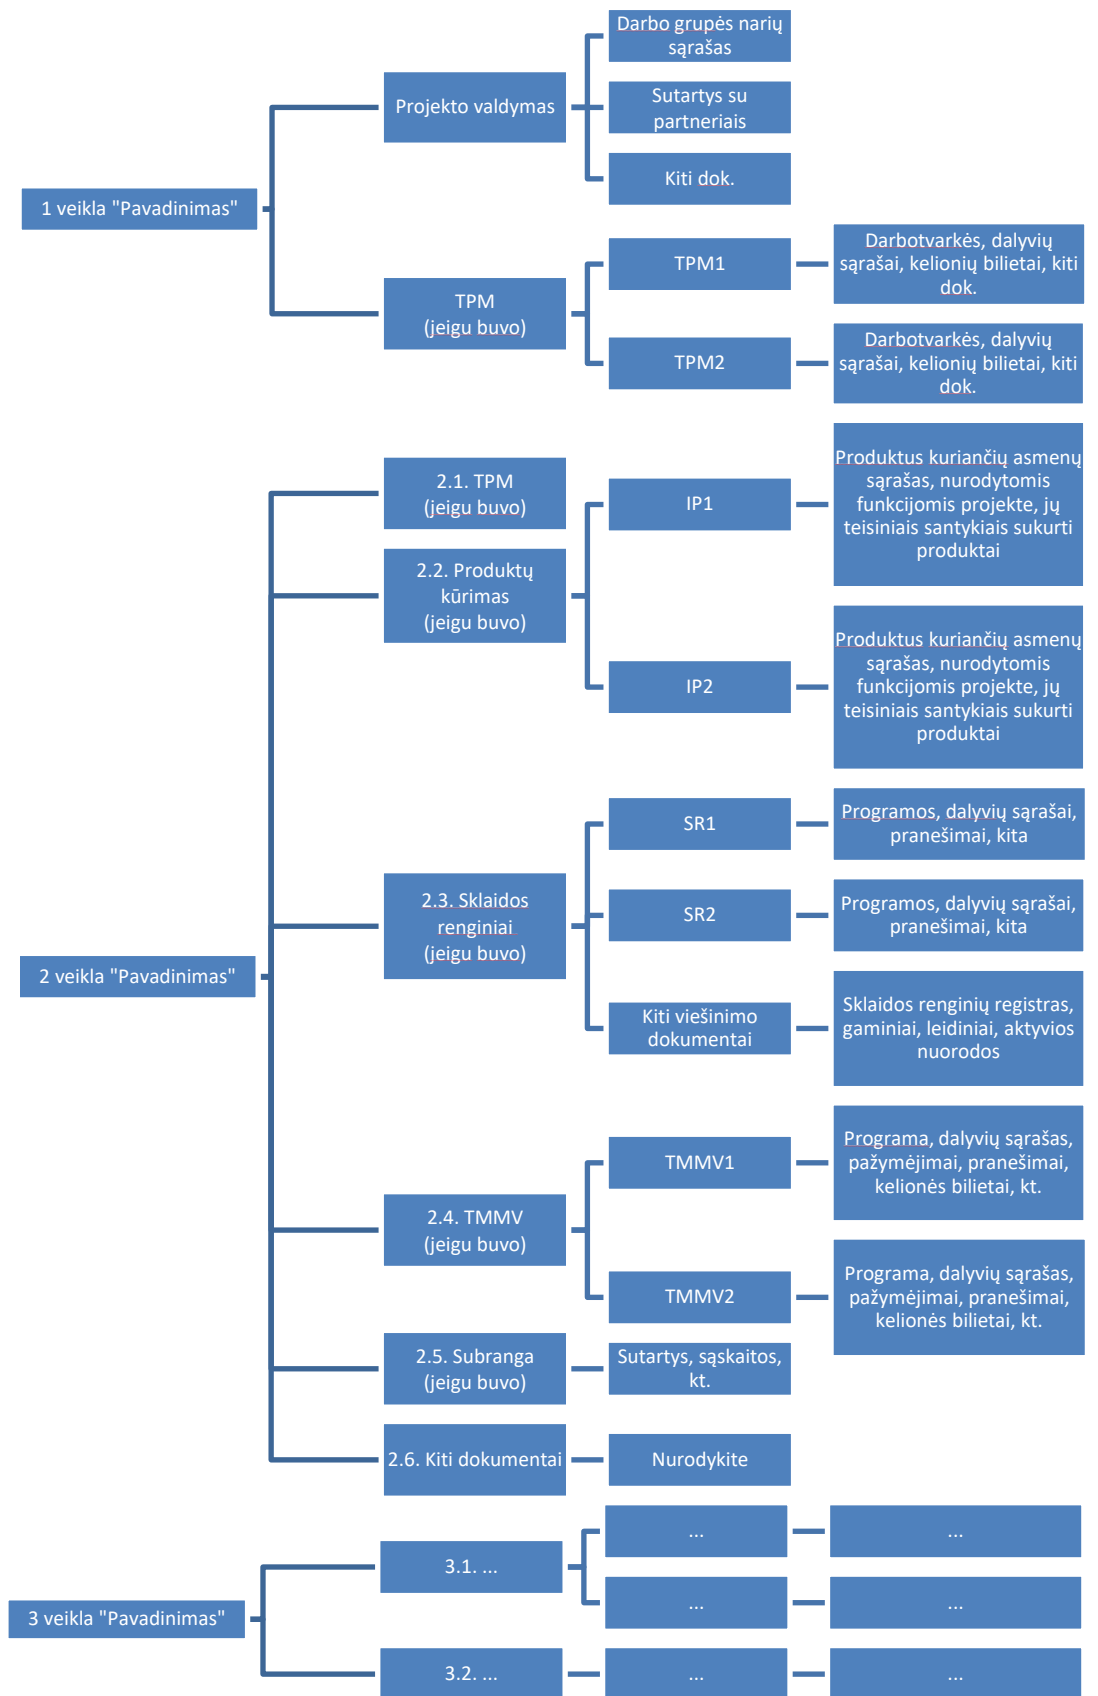 Darbo grupės narių
sąrašas
Projekto valdymas
Sutartys su
partneriais
Kiti dok.
1 veikla "Pavadinimas"
TPM
(jeigu buvo)
TPM1
Darbotvarkės, dalyvių
sąrašai, kelionių bilietai, kiti
dok.
TPM2
Darbotvarkės, dalyvių
sąrašai, kelionių bilietai, kiti
dok.
2 veikla "Pavadinimas"
2.1. TPM
(jeigu buvo)
2.2. Produktų
kūrimas
(jeigu buvo)
IP1
Produktus kuriančių asmenų
sąrašas, nurodytomis
funkcijomis projekte, jų
teisiniais santykiais sukurti
produktai
IP2
Produktus kuriančių asmenų
sąrašas, nurodytomis
funkcijomis projekte, jų
teisiniais santykiais sukurti
produktai
2.3. Sklaidos
renginiai
(jeigu buvo)
SR1
Programos, dalyvių sąrašai,
pranešimai, kita
SR2
Programos, dalyvių sąrašai,
pranešimai, kita
Kiti viešinimo
dokumentai
Sklaidos renginių registras,
gaminiai, leidiniai, aktyvios
nuorodos
2.4. TMMV
(jeigu buvo)
TMMV1
Programa, dalyvių sąrašas,
pažymėjimai, pranešimai,
kelionės bilietai, kt.
TMMV2
Programa, dalyvių sąrašas,
pažymėjimai, pranešimai,
kelionės bilietai, kt.
2.5. Subranga
(jeigu buvo)
Sutartys, sąskaitos,
kt.
2.6. Kiti dokumentai
Nurodykite
3 veikla "Pavadinimas"
3.1. ...
...
...
...
...
3.2. ...
...
...